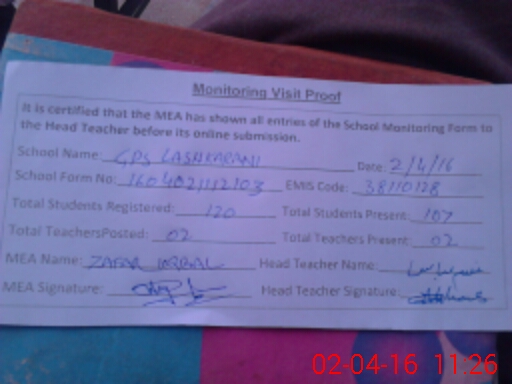 Monitoring Visit Proof
It is certified that the MEA has shown all entries of the School Monitoring Form to
the Head Teacher before its online submission.
School Name: GPS LASHKARANI Date: 2/4/16
School Form No: EMIS Code: 38110128
Total Students Registered: 120 Total Students Present: 107
Total TeachersPosted: 02 Total Teachers Present: 02
MEA Name: ZAFAR IQBAL Head Teacher Name:
MEA Signature: Head Teacher Signature:
02-04-16 11:26